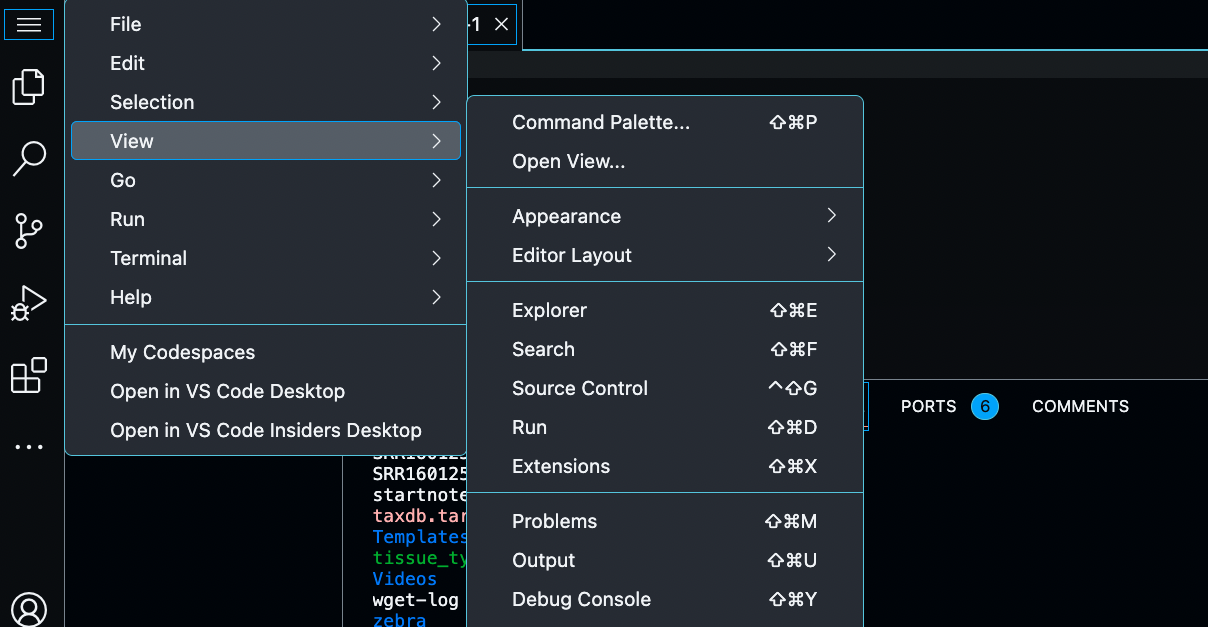 -1
File
Edit
Selection
View
Go
Run
Terminal
Help
My Codespaces
Open in VS Code Desktop
Open in VS Code Insiders Desktop
Command Palette... ⇧⌘P
Open View...
Appearance
Editor Layout
Explorer ⇧⌘E
Search ⇧⌘F
Source Control ^⇧G
Run ⇧⌘D
Extensions ⇧⌘X
Problems ⇧⌘M
Output ⇧⌘U
Debug Console ⇧⌘Y
PORTS 6
COMMENTS
SRR160125
SRR160125
startnote
taxdb.tar
Templates
tissue_ty
Videos
wget-log
zebra